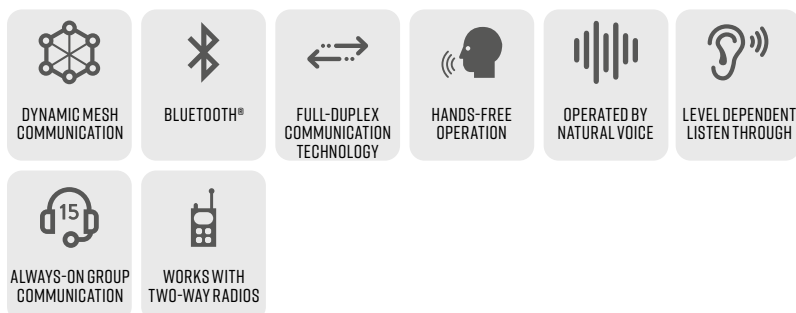 DYNAMIC MESH
COMMUNICATION
BLUETOOTH®
FULL-DUPLEX
COMMUNICATION
TECHNOLOGY
HANDS-FREE
OPERATION
OPERATED BY
NATURAL VOICE
LEVEL DEPENDENT
LISTEN THROUGH
15
ALWAYS-ON GROUP
COMMUNICATION
WORKS WITH
TWO-WAY RADIOS